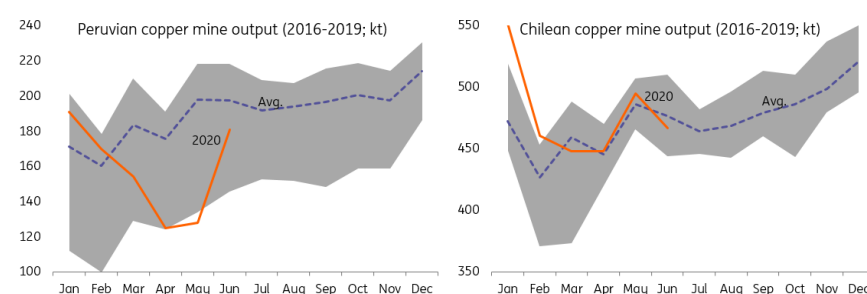 Peruvian copper mine output (2016-2019; kt)
240
220
200
180
160
140
120
100
Avg.
2020
Jan Feb Mar Apr May Jun Jul Aug Sep Oct Nov Dec
Chilean copper mine output (2016-2019; kt)
550
500
450
400
350
2020
Avg.
Jan Feb Mar Apr May Jun Jul Aug Sep Oct Nov Dec